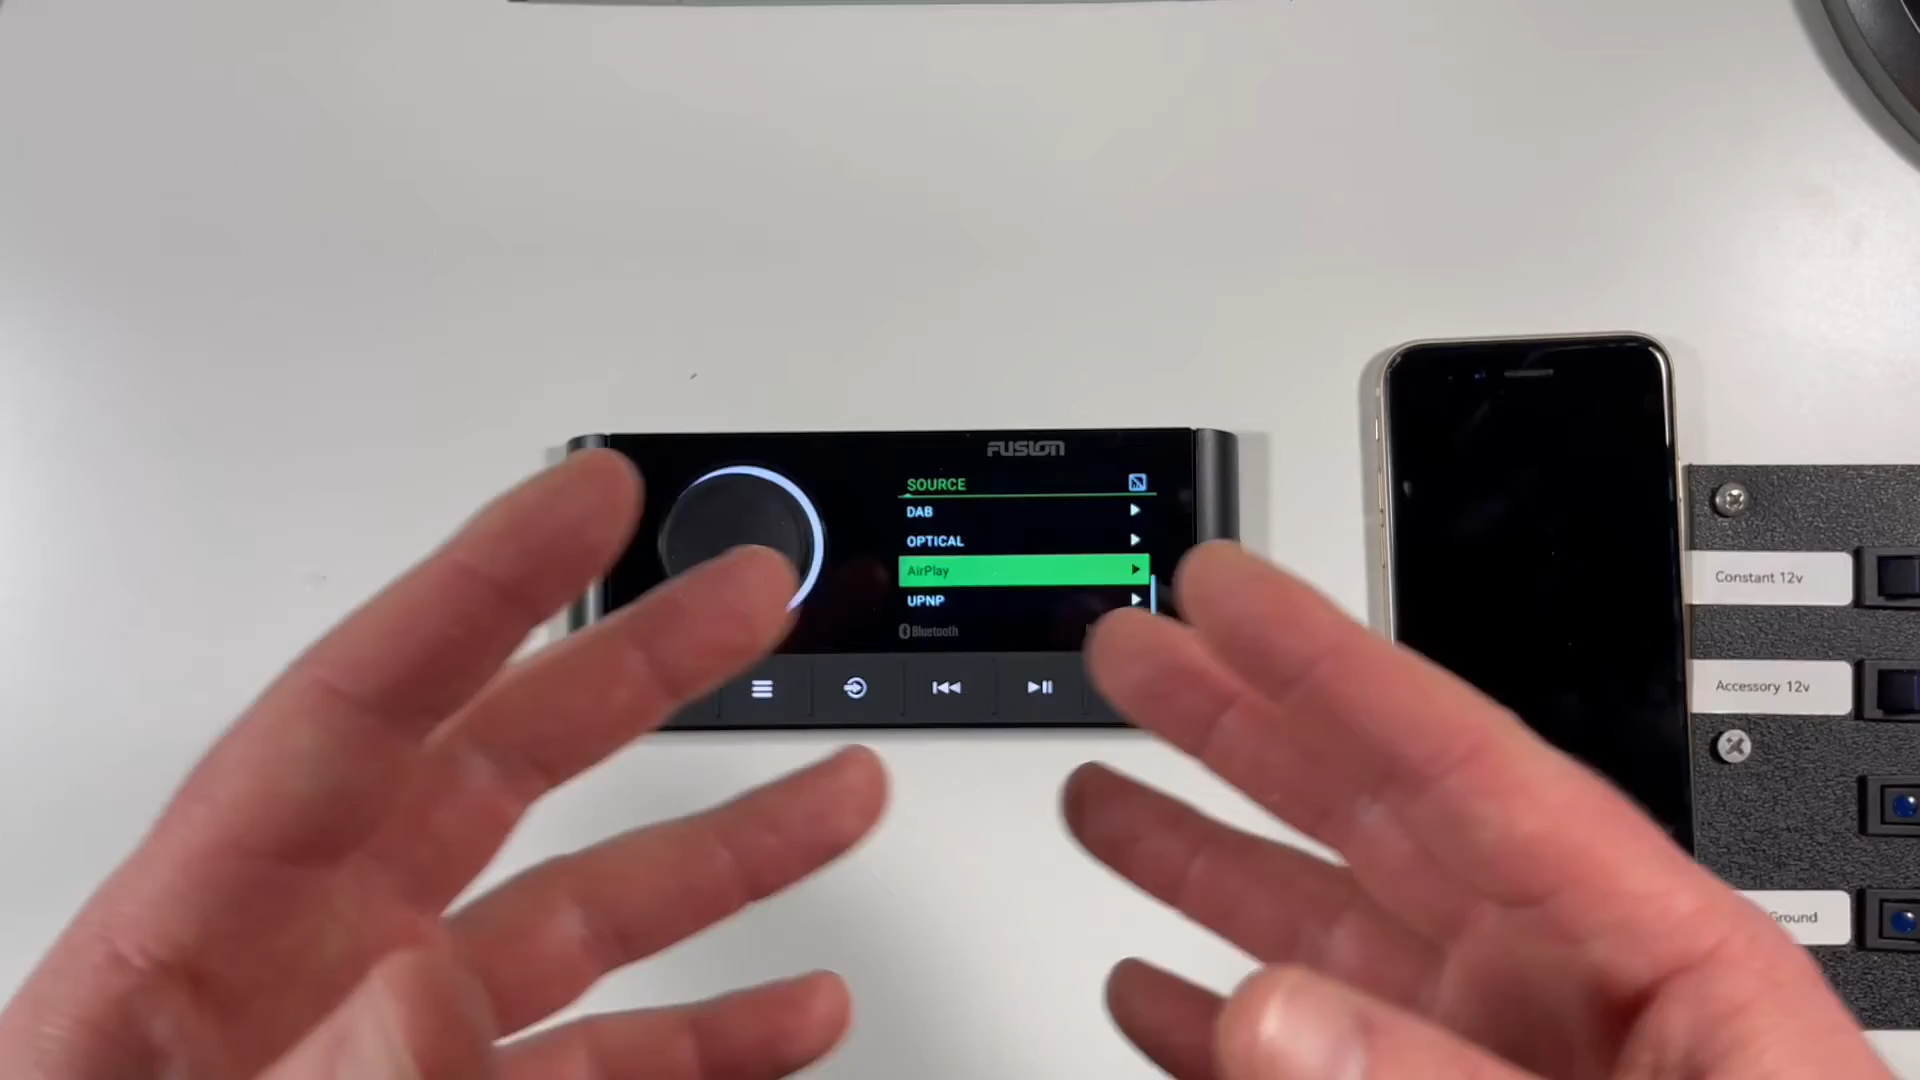 FUSION
SOURCE
DAB
OPTICAL
AirPlay
UPNP
Bluetooth
Constant 12v
Accessory 12v
Ground